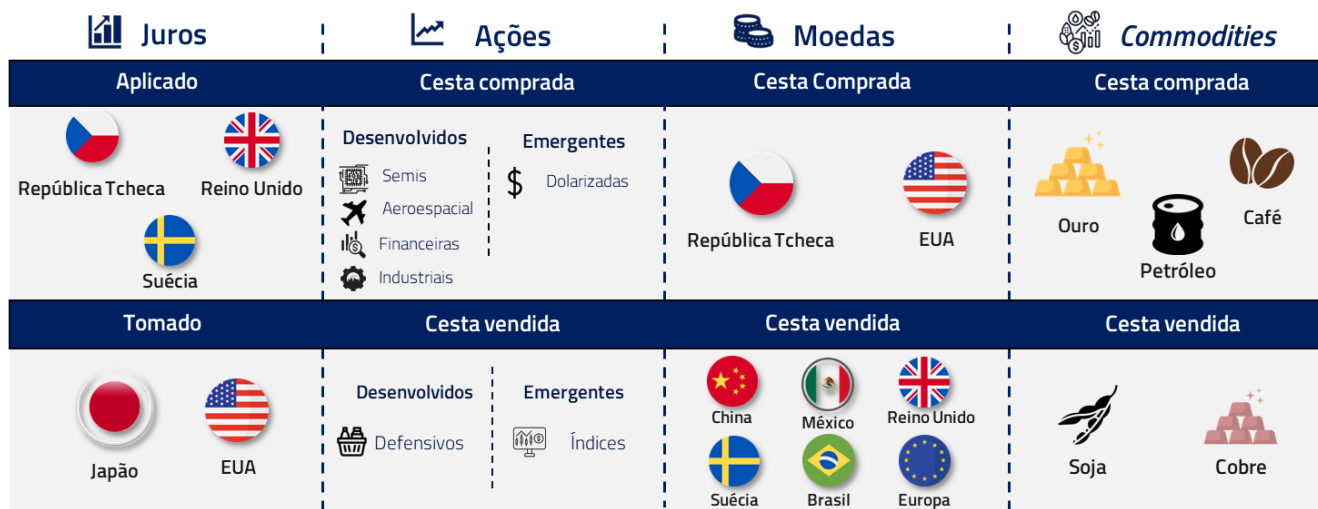 Juros
Ações
Moedas
Commodities
Aplicado
Cesta comprada
Cesta Comprada
Cesta comprada
República Tcheca
Reino Unido
Suécia
Desenvolvidos
Semis
Aeroespacial
Financeiras
Industriais
Emergentes
$ Dolarizadas
República Tcheca
EUA
Ouro
Petróleo
Café
Tomado
Cesta vendida
Cesta vendida
Cesta vendida
Japão
EUA
Desenvolvidos
Defensivos
Emergentes
Índices
China
México
Reino Unido
Suécia
Brasil
Europa
Soja
Cobre